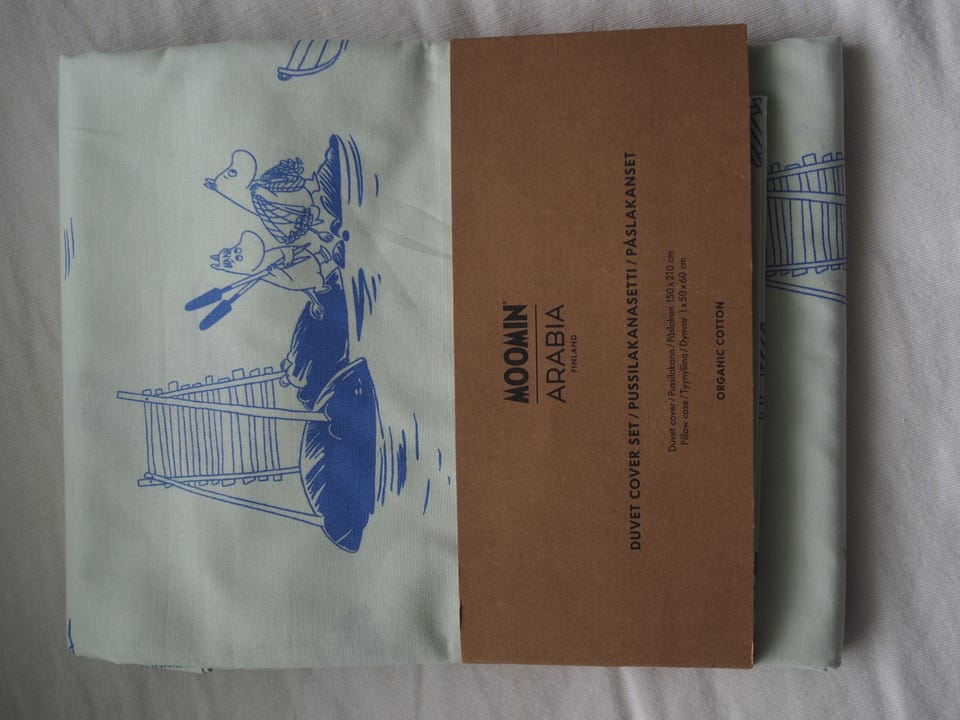 MOOMIN™
ARABIA
FINLAND
DUVET COVER SET / PUSSILAKANASETTI / PÅSLAKANSET
Duvet cover / Pussilakana / Påslakan 150 x 210 cm
Pillow case / Tyynyliina / Dynvar 1 x 50 x 60 cm
ORGANIC COTTON